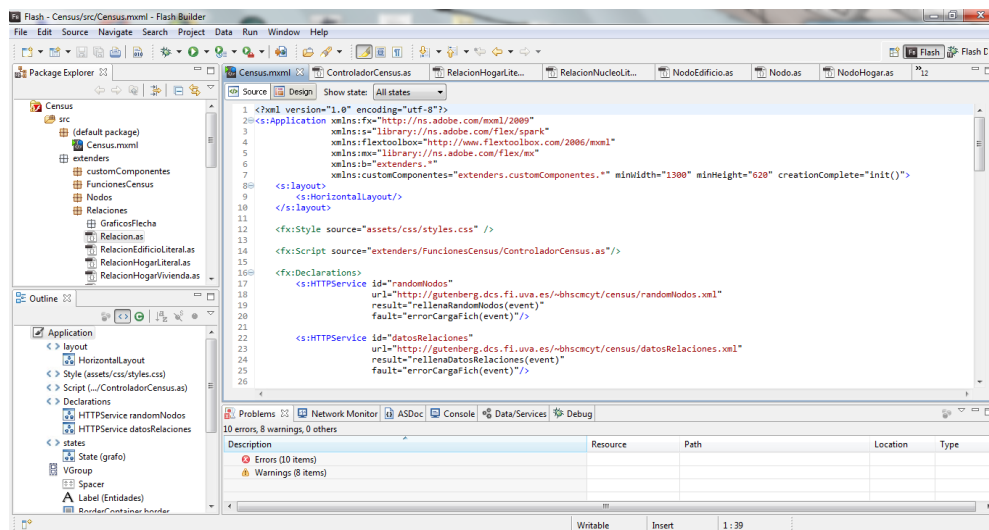 Flash - Census/src/Census.mxml - Flash Builder
File Edit Source Navigate Search Project Data Run Window Help
Flash Flash D
Package Explorer
Census
src
(default package)
Census.mxml
extenders
customComponentes
FuncionesCensus
Nodos
Relaciones
GraficosFlecha
Relacion.as
RelacionEdificioLiteral.as
RelacionHogarLiteral.as
RelacionHogarVivienda.as
Outline
Application
layout
HorizontalLayout
Style (assets/css/styles.css)
Script (.../ControladorCensus.as)
Declarations
HTTPService randomNodos
HTTPService datosRelaciones
states
State (grafo)
VGroup
Spacer
Label (Entidades)
BorderContainer border
Census.mxml ControladorCensus.as RelacionHogarLite... RelacionNucleoLit... NodoEdificio.as Nodo.as NodoHogar.as »12
Source Design Show state: All states
1 <?xml version="1.0" encoding="utf-8"?>
2 <s:Application xmlns:fx="http://ns.adobe.com/mxml/2009"
3 xmlns:s="library://ns.adobe.com/flex/spark"
4 xmlns:flextoolbox="http://www.flextoolbox.com/2006/mxml"
5 xmlns:mx="library://ns.adobe.com/flex/mx"
6 xmlns:b="extenders.*"
7 xmlns:customComponentes="extenders.customComponentes.*" minWidth="1300" minHeight="620" creationComplete="init()">
8 <s:layout>
9 <s:HorizontalLayout/>
10 </s:layout>
11
12 <fx:Style source="assets/css/styles.css" />
13
14 <fx:Script source="extenders/FuncionesCensus/ControladorCensus.as"/>
15
16 <fx:Declarations>
17 <s:HTTPService id="randomNodos"
18 url="http://gutenberg.dcs.fi.uva.es/~bhscmcyt/census/randomNodos.xml"
19 result="rellenaRandomNodos(event)"
20 fault="errorCargaFich(event)"/>
21
22 <s:HTTPService id="datosRelaciones"
23 url="http://gutenberg.dcs.fi.uva.es/~bhscmcyt/census/datosRelaciones.xml"
24 result="rellenaDatosRelaciones(event)"
25 fault="errorCargaFich(event)"/>
26
Problems Network Monitor ASDoc Console Data/Services Debug
10 errors, 8 warnings, 0 others
Description Resource Path Location Type
Errors (10 items)
Warnings (8 items)
Writable Insert 1 : 39